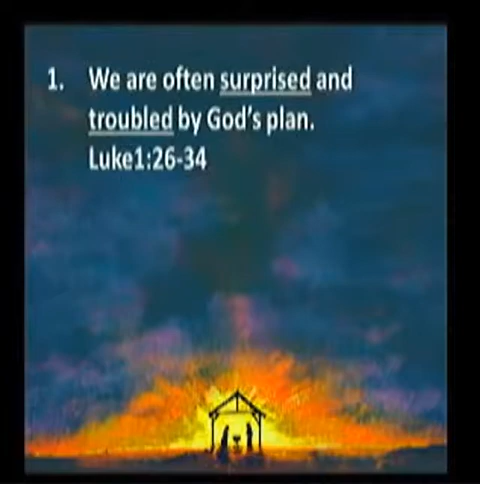 1. We are often surprised and
troubled by God's plan.
Luke1:26-34